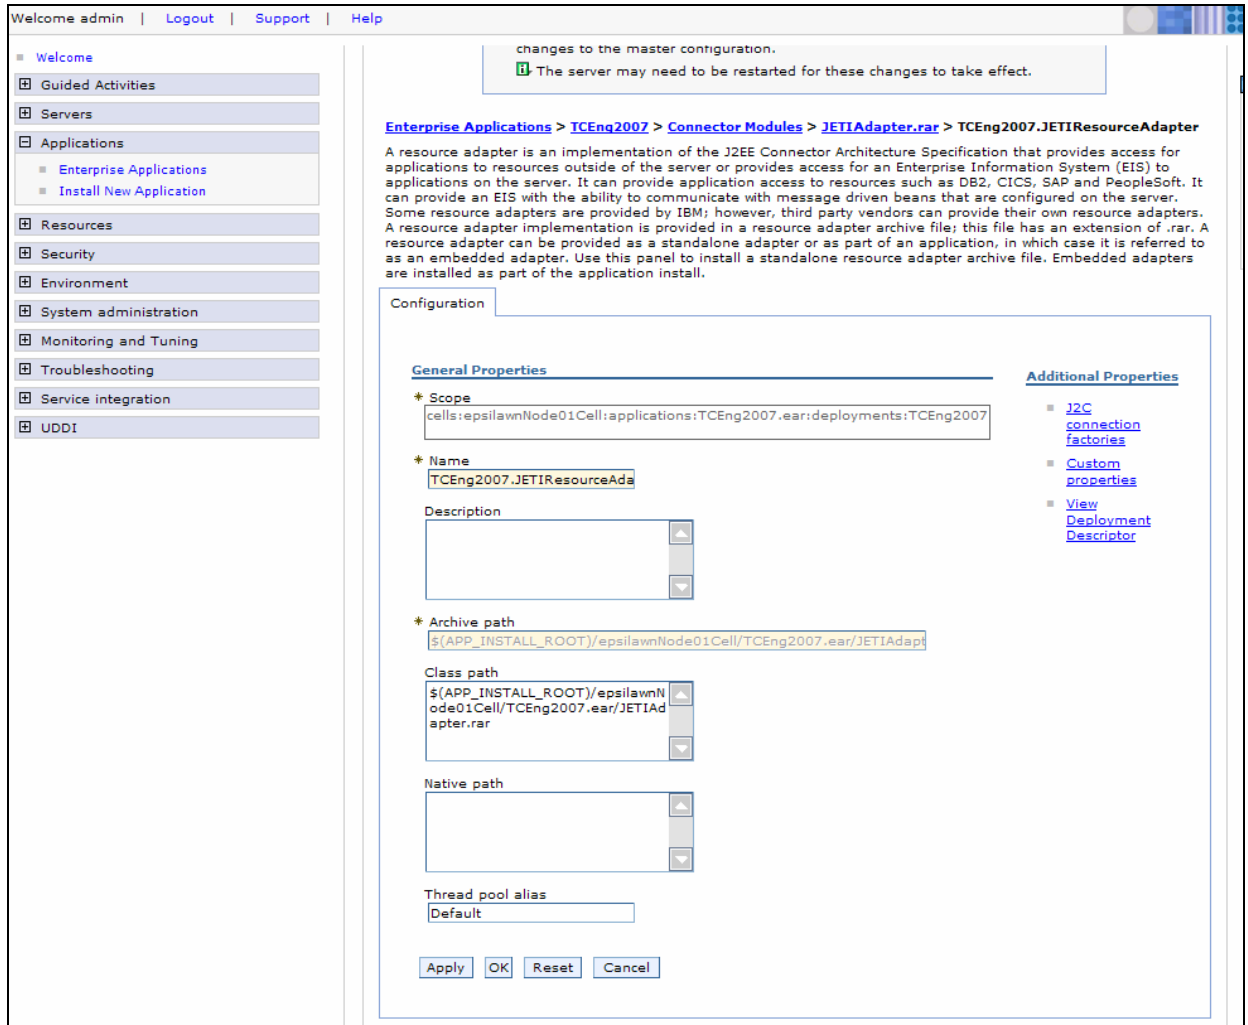 Welcome admin | Logout | Support | Help
Welcome
Guided Activities
Servers
Applications
Enterprise Applications
Install New Application
Resources
Security
Environment
System administration
Monitoring and Tuning
Troubleshooting
Service integration
UDDI
changes to the master configuration.
The server may need to be restarted for these changes to take effect.
Enterprise Applications > TCEng2007 > Connector Modules > JETIAdapter.rar > TCEng2007.JETIResourceAdapter
A resource adapter is an implementation of the J2EE Connector Architecture Specification that provides access for
applications to resources outside of the server or provides access for an Enterprise Information System (EIS) to
applications on the server. It can provide application access to resources such as DB2, CICS, SAP and PeopleSoft. It
can provide an EIS with the ability to communicate with message driven beans that are configured on the server.
Some resource adapters are provided by IBM; however, third party vendors can provide their own resource adapters.
A resource adapter implementation is provided in a resource adapter archive file; this file has an extension of .rar. A
resource adapter can be provided as a standalone adapter or as part of an application, in which case it is referred to
as an embedded adapter. Use this panel to install a standalone resource adapter archive file. Embedded adapters
are installed as part of the application install.
Configuration
General Properties
* Scope
cells:epsilawnNode01Cell:applications:TCEng2007.ear:deployments:TCEng2007
* Name
TCEng2007.JETIResourceAda
Description
* Archive path
$(APP_INSTALL_ROOT)/epsilawnNode01Cell/TCEng2007.ear/JETIAdapt
Class path
$(APP_INSTALL_ROOT)/epsilawnN
ode01Cell/TCEng2007.ear/JETIAd
apter.rar
Native path
Thread pool alias
Default
Apply OK Reset Cancel
Additional Properties
J2C
connection
factories
Custom
properties
View
Deployment
Descriptor